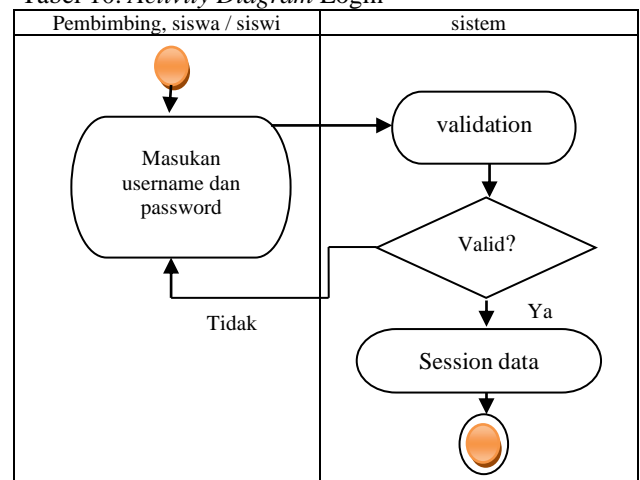 Tabel 10. Activity Diagram Login
Pembimbing, siswa / siswi
sistem
Masukan
username dan
password
validation
Valid?
Tidak
Ya
Session data